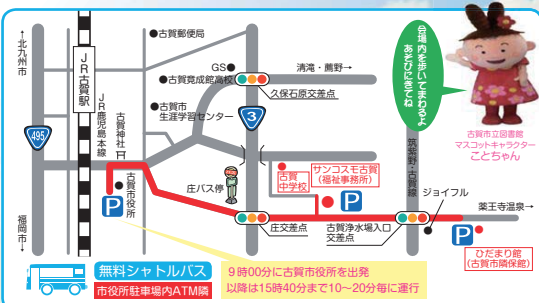 ←北九州市
495
福岡市→
JR古賀駅
JR鹿児島本線
古賀神社
古賀市役所
P
●古賀郵便局
GS●
●古賀竟成館高校
●古賀市
生涯学習センター
清滝・薦野→
久保石原交差点
3
庄バス停
古賀
中学校
サンコスモ古賀
(福祉事務所)
P
筑紫野・古賀線
ジョイフル
薬王寺温泉→
庄交差点
古賀浄水場入口
交差点
P
ひだまり館
(古賀市隣保館)
会場内を歩いてまわるよ
あそびにきてね
古賀市立図書館
マスコットキャラクター
ことちゃん
無料シャトルバス
市役所駐車場内ATM隣
9時00分に古賀市役所を出発
以降は15時40分まで10~20分毎に運行